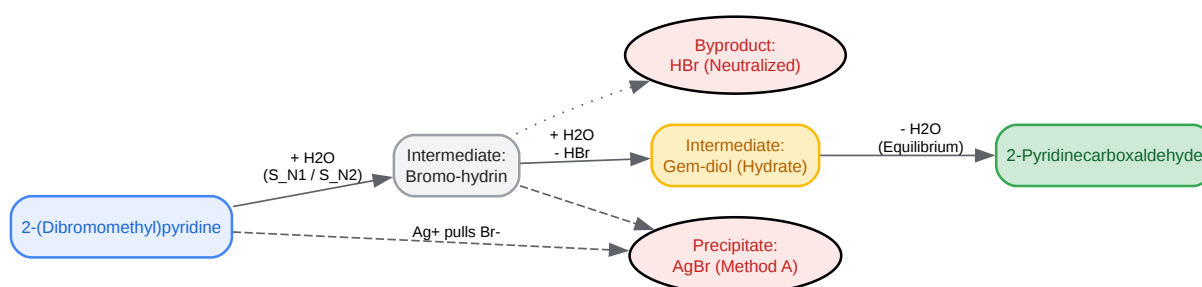 Byproduct:
HBr (Neutralized)
+ H2O
- HBr
- H2O
(Equilibrium)
+ H2O
(S_N1 / S_N2)
Intermediate:
Bromo-hydrin
Intermediate:
Gem-diol (Hydrate)
2-Pyridinecarboxaldehyde
2-(Dibromomethyl)pyridine
Ag+ pulls Br-
Precipitate:
AgBr (Method A)